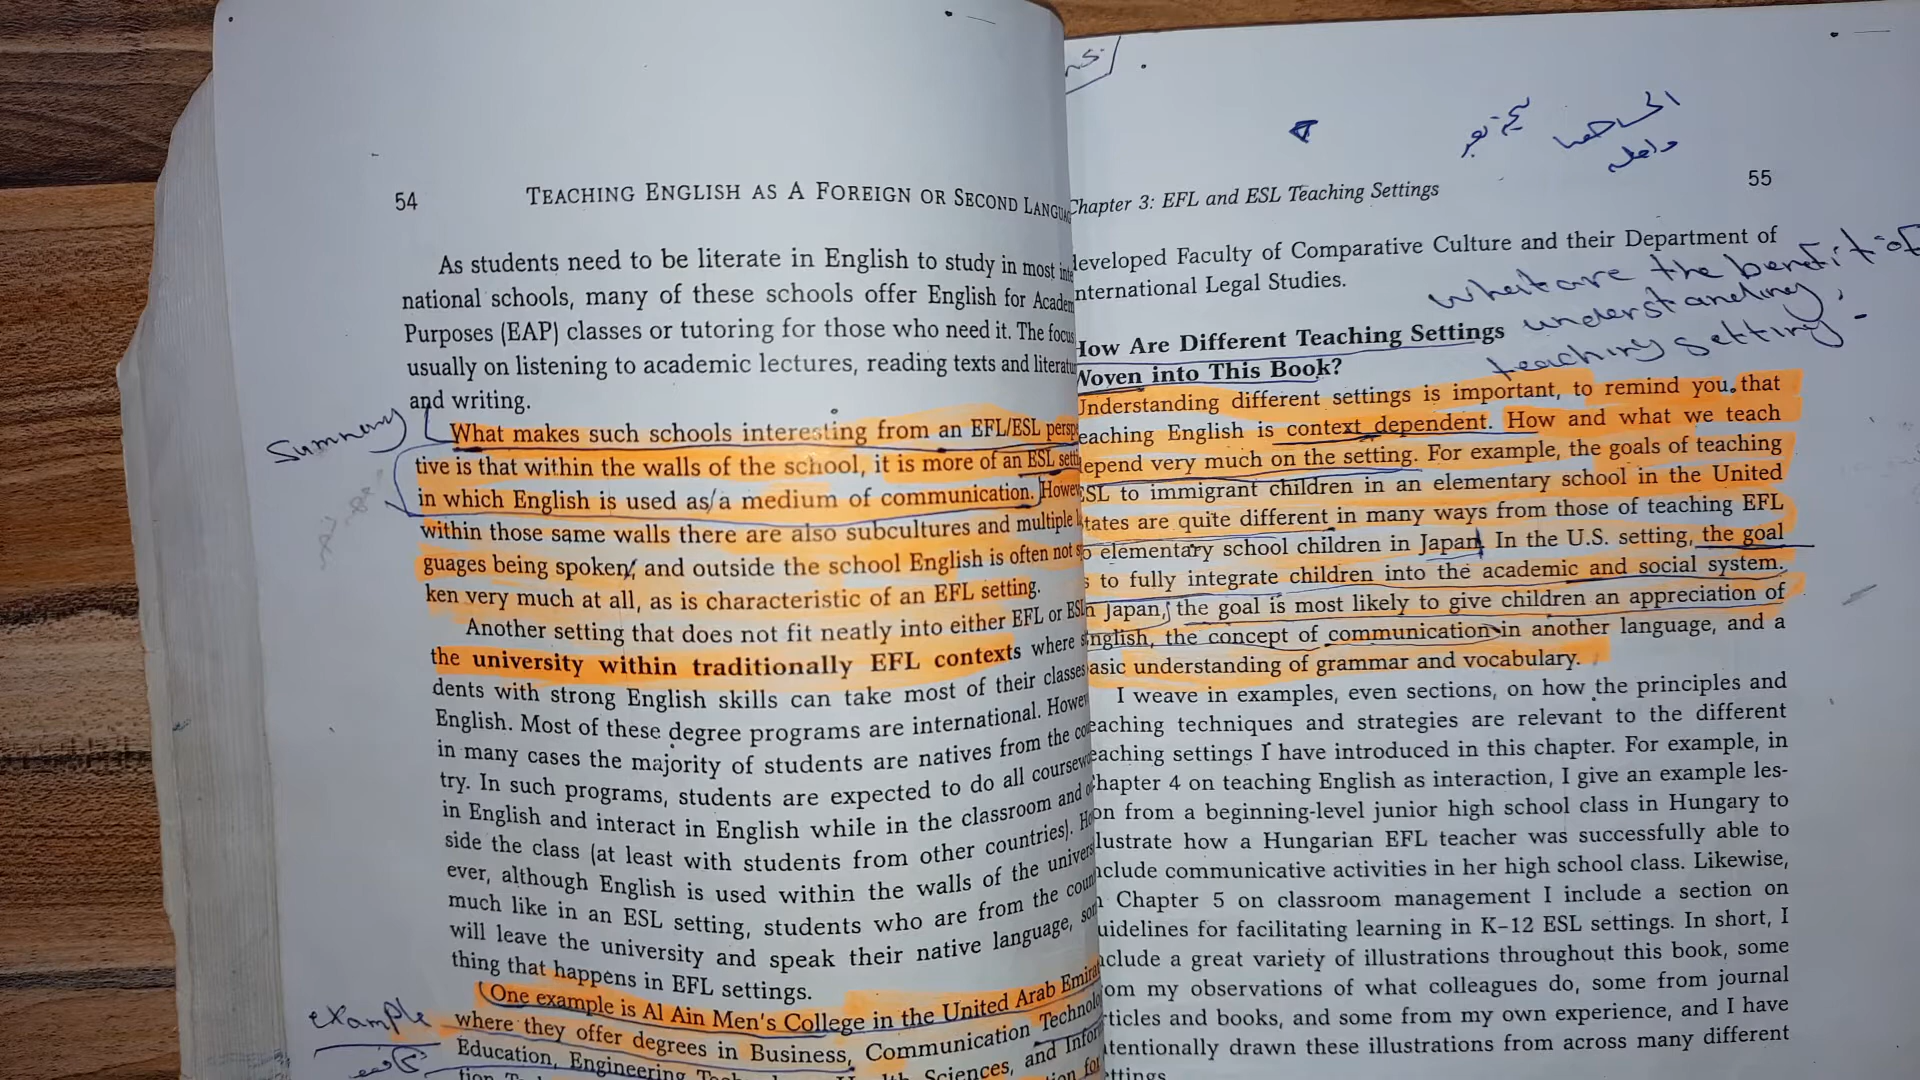 54
TEACHING ENGLISH AS A FOREIGN OR SECOND LANGUA
As students need to be literate in English to study in most inte
national schools, many of these schools offer English for Academ
Purposes (EAP) classes or tutoring for those who need it. The focus
usually on listening to academic lectures, reading texts and literatu
and writing.
Summary
What makes such schools interesting from an EFL/ESL perspe
tive is that within the walls of the school, it is more of an ESL setti
in which English is used as a medium of communication. Howev
within those same walls there are also subcultures and multiple l
guages being spoken, and outside the school English is often not s
ken very much at all, as is characteristic of an EFL setting.
Another setting that does not fit neatly into either EFL or ESL
the university within traditionally EFL contexts where s
dents with strong English skills can take most of their classes
English. Most of these degree programs are international. Howev
in many cases the majority of students are natives from the cou
try. In such programs, students are expected to do all coursew
in English and interact in English while in the classroom and o
side the class (at least with students from other countries). Ho
ever, although English is used within the walls of the univers
much like in an ESL setting, students who are from the coun
will leave the university and speak their native language, som
thing that happens in EFL settings.
One example is Al Ain Men's College in the United Arab Emira
example
where they offer degrees in Business, Communication Technolo
Education, Engineering Sciences, and Inform
Chapter 3: EFL and ESL Teaching Settings
55
developed Faculty of Comparative Culture and their Department of
nternational Legal Studies.
What are the benifit of
understanding
teaching setting
How Are Different Teaching Settings
Woven into This Book?
Understanding different settings is important, to remind you that
eaching English is context dependent. How and what we teach
epend very much on the setting. For example, the goals of teaching
ESL to immigrant children in an elementary school in the United
tates are quite different in many ways from those of teaching EFL
o elementary school children in Japan. In the U.S. setting, the goal
s to fully integrate children into the academic and social system.
n Japan, the goal is most likely to give children an appreciation of
nglish, the concept of communication in another language, and a
asic understanding of grammar and vocabulary.
I weave in examples, even sections, on how the principles and
eaching techniques and strategies are relevant to the different
eaching settings I have introduced in this chapter. For example, in
hapter 4 on teaching English as interaction, I give an example les-
on from a beginning-level junior high school class in Hungary to
lustrate how a Hungarian EFL teacher was successfully able to
nclude communicative activities in her high school class. Likewise,
n Chapter 5 on classroom management I include a section on
uidelines for facilitating learning in K–12 ESL settings. In short, I
nclude a great variety of illustrations throughout this book, some
om my observations of what colleagues do, some from journal
rticles and books, and some from my own experience, and I have
ntentionally drawn these illustrations from across many different
ettings